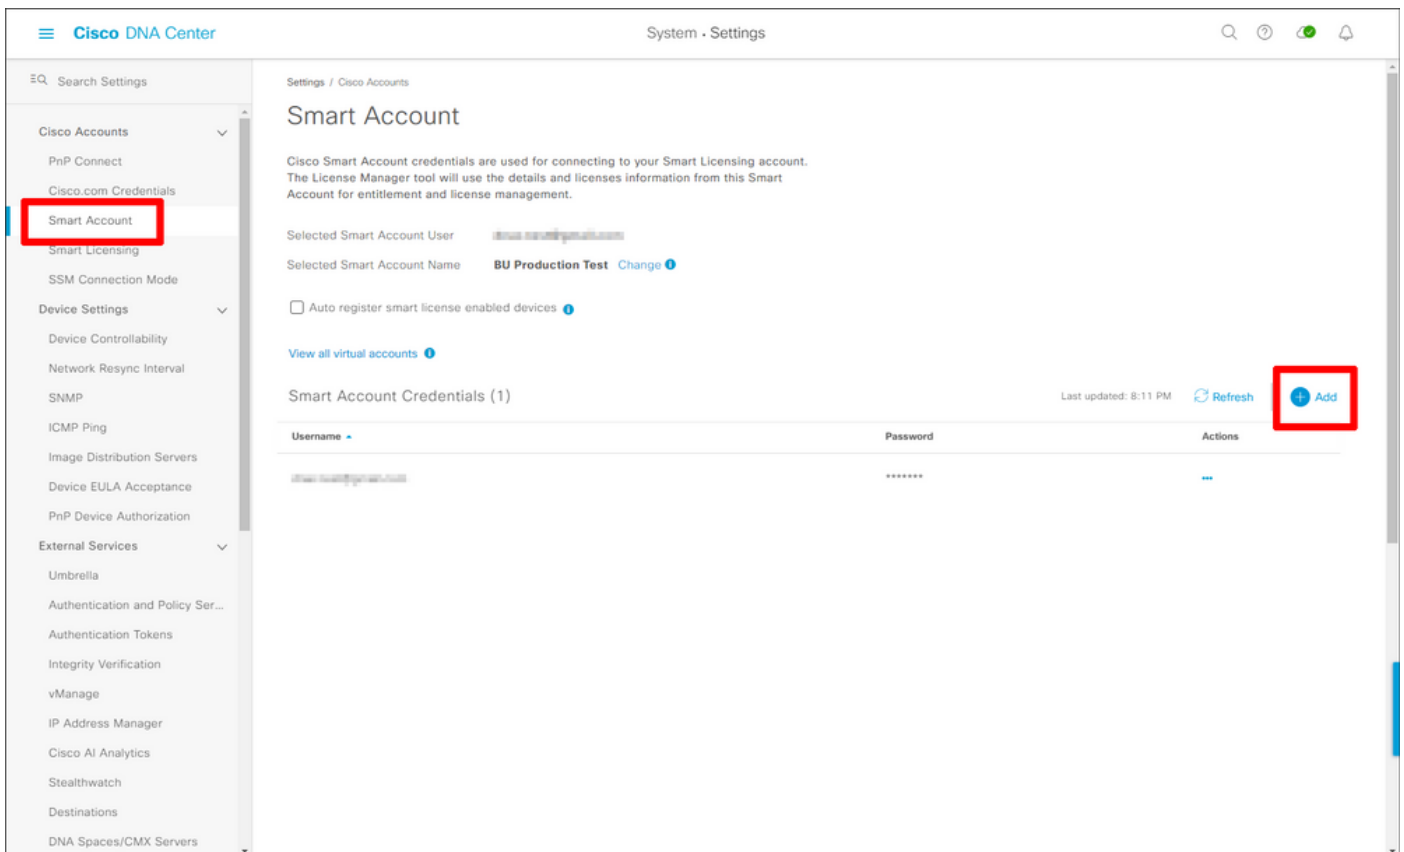 Cisco DNA Center
System · Settings
Search Settings
Cisco Accounts
PnP Connect
Cisco.com Credentials
Smart Account
Smart Licensing
SSM Connection Mode
Device Settings
Device Controllability
Network Resync Interval
SNMP
ICMP Ping
Image Distribution Servers
Device EULA Acceptance
PnP Device Authorization
External Services
Umbrella
Authentication and Policy Ser...
Authentication Tokens
Integrity Verification
vManage
IP Address Manager
Cisco AI Analytics
Stealthwatch
Destinations
DNA Spaces/CMX Servers
Settings / Cisco Accounts
Smart Account
Cisco Smart Account credentials are used for connecting to your Smart Licensing account.
The License Manager tool will use the details and licenses information from this Smart
Account for entitlement and license management.
Selected Smart Account User
Selected Smart Account Name BU Production Test Change
Auto register smart license enabled devices
View all virtual accounts
Smart Account Credentials (1) Last updated: 8:11 PM Refresh Add
Username Password Actions
*******